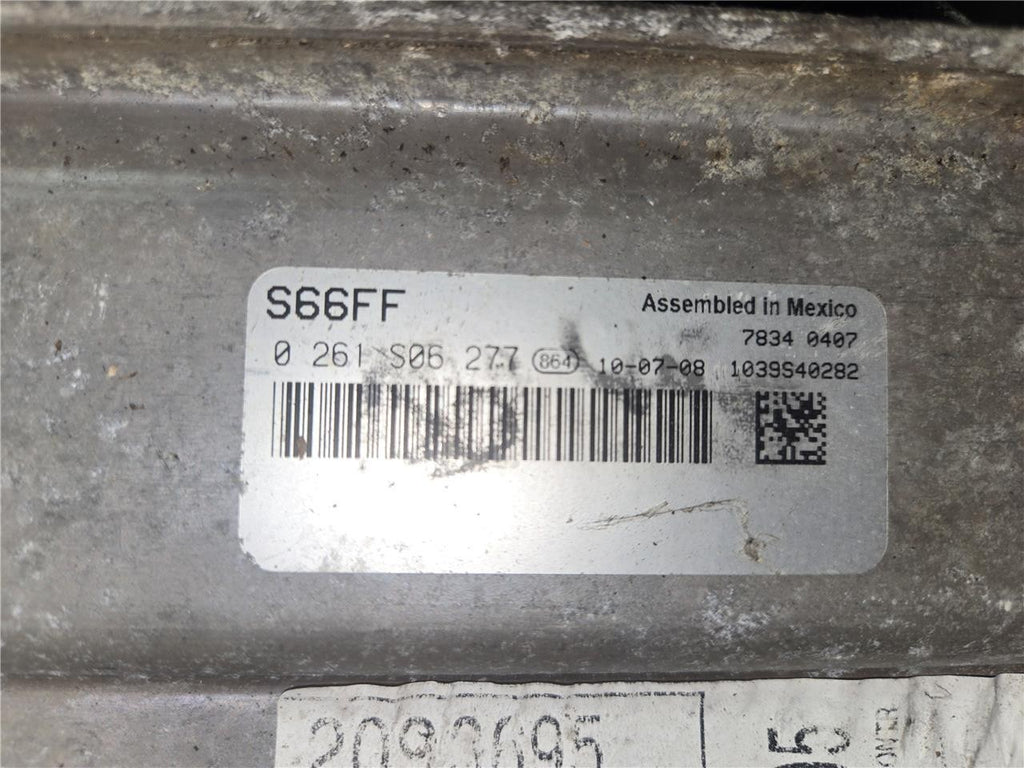 S66FF
Assembled in Mexico
7834 0407
0 261 S06 277 864 10-07-08 1039S40282